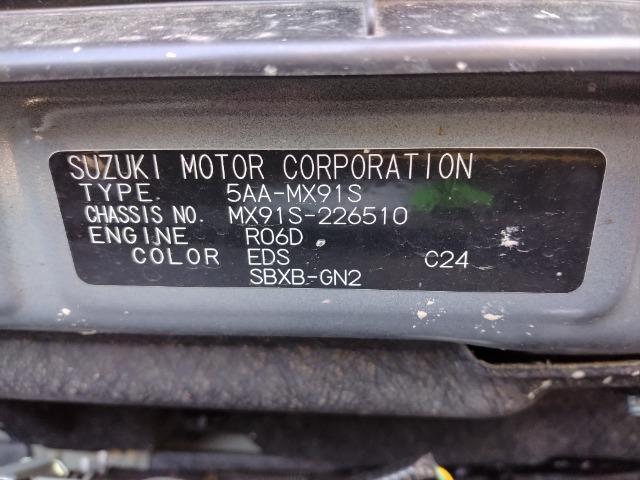 SUZUKI MOTOR CORPORATION
TYPE. 5AA-MX91S
CHASSIS NO. MX91S-226510
ENGINE R06D
COLOR EDS C24
SBXB-GN2